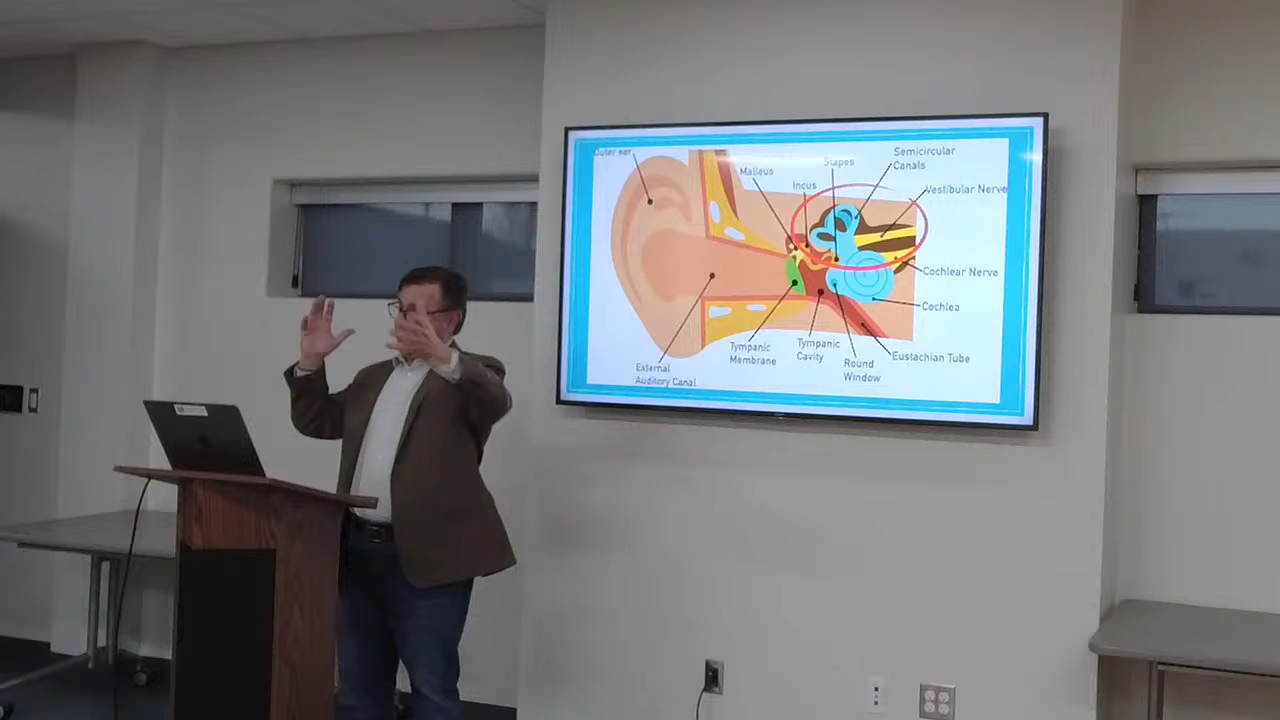 Outer ear
Malleus
Incus
Stapes
Semicircular
Canals
Vestibular Nerve
Cochlear Nerve
Cochlea
Eustachian Tube
Round
Window
Tympanic
Cavity
Tympanic
Membrane
External
Auditory Canal